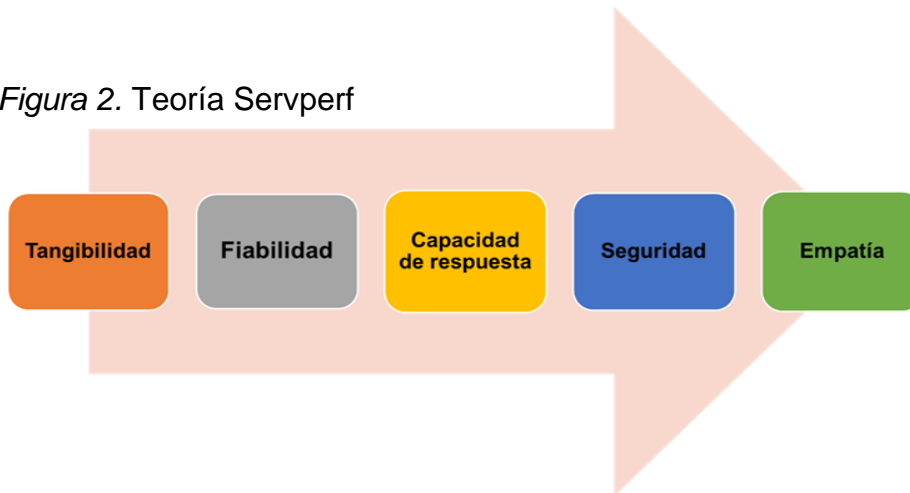 Figura 2. Teoría Servperf
Tangibilidad
Fiabilidad
Capacidad
de respuesta
Seguridad
Empatía